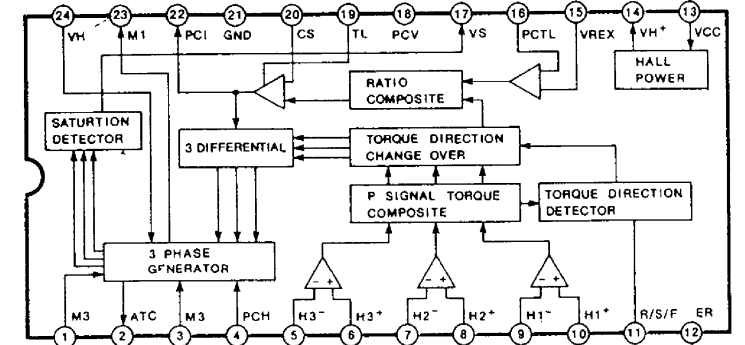 24 23 22 21 20 19 18 17 16 15 14 13
VH M1 PCI GND CS TL PCV VS PCTL VREX VH+ VCC
HALL
POWER
RATIO
COMPOSITE
SATURTION
DETECTOR
3 DIFFERENTIAL
TORQUE DIRECTION
CHANGE OVER
P SIGNAL TORQUE
COMPOSITE
TORQUE DIRECTION
DETECTOR
3 PHASE
GENERATOR
- + - + - +
M3 ATC M3 PCH H3- H3+ H2- H2+ H1- H1+ R/S/F ER
1 2 3 4 5 6 7 8 9 10 11 12